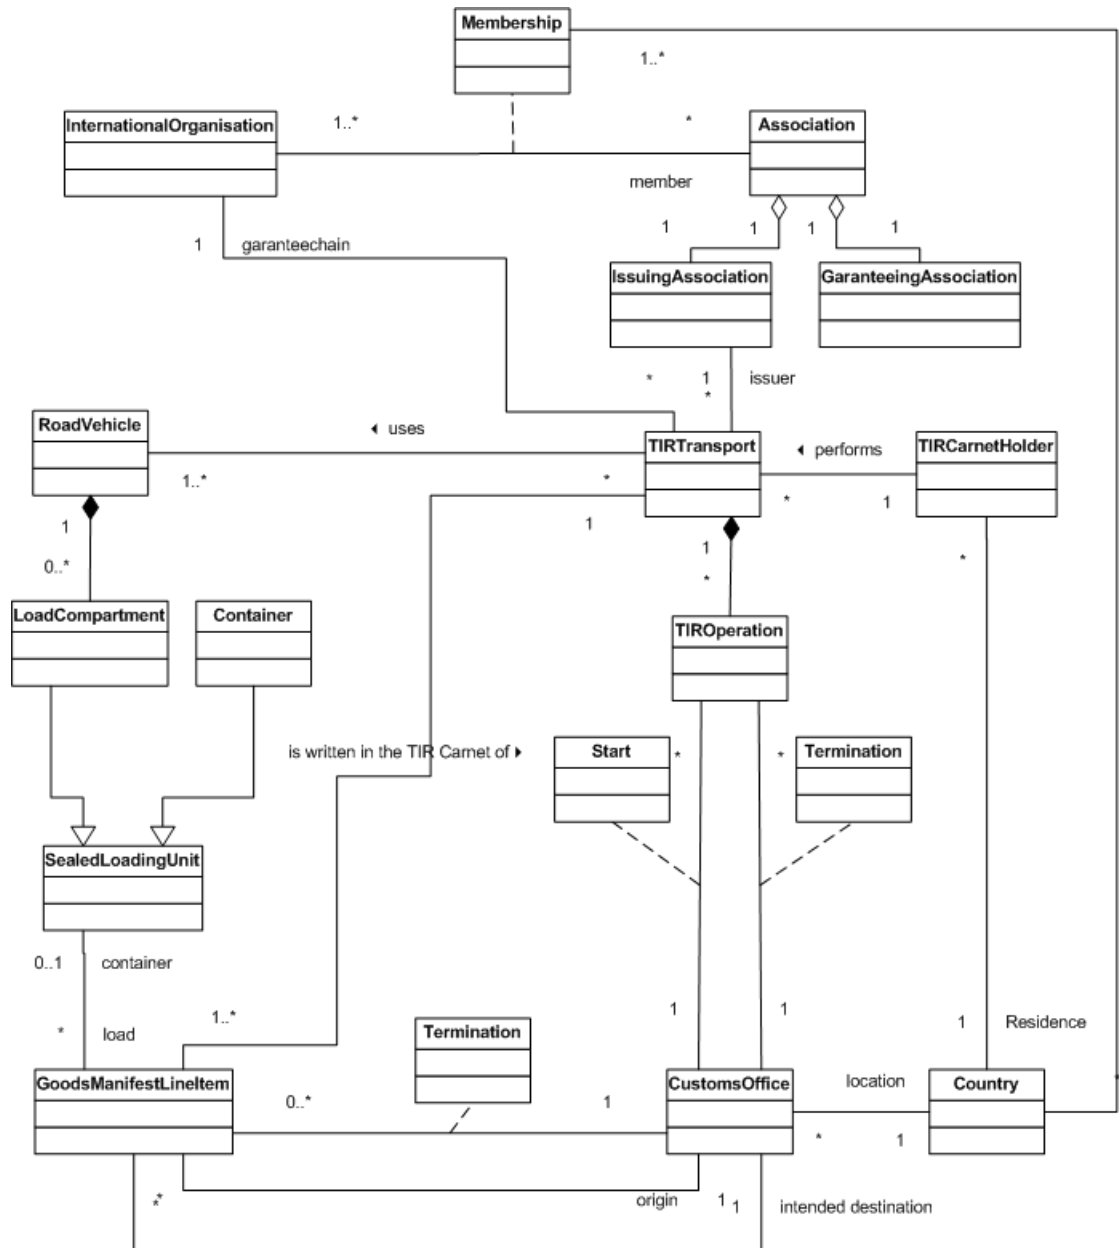 Membership
1..*
InternationalOrganisation
1..*
*
Association
member
1
garanteechain
1
1
1
1
IssuingAssociation
GaranteeingAssociation
*
1
issuer
*
RoadVehicle
uses
TIRTransport
performs
TIRCarnetHolder
1..*
*
*
1
1
1
1
*
0..*
*
LoadCompartment
Container
TIROperation
is written in the TIR Carnet of
Start
*
*
Termination
SealedLoadingUnit
0..1
container
1..*
1
1
1
Residence
*
load
Termination
GoodsManifestLineItem
CustomsOffice
location
Country
*
0..*
1
*
1
**
origin
1
1
intended destination